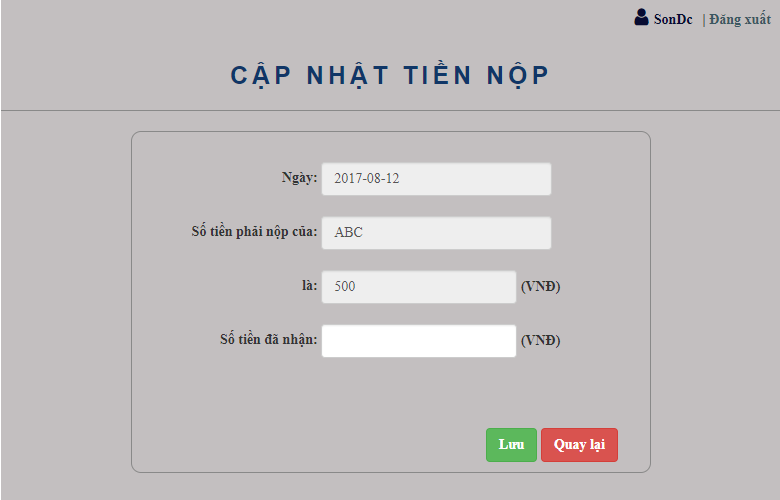 SonDc | Đăng xuất
CẬP NHẬT TIỀN NỘP
Ngày: 2017-08-12
Số tiền phải nộp của: ABC
là: 500 (VNĐ)
Số tiền đã nhận: (VNĐ)
Lưu Quay lại